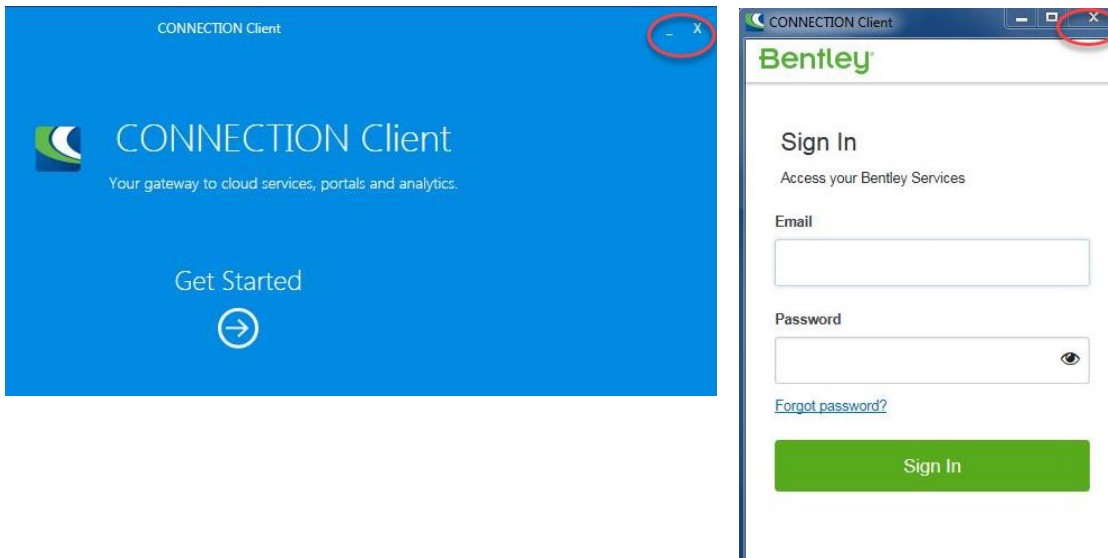 CONNECTION Client
_ X
CONNECTION Client
Your gateway to cloud services, portals and analytics.
Get Started
CONNECTION Client
X
Bentley
Sign In
Access your Bentley Services
Email
Password
Forgot password?
Sign In